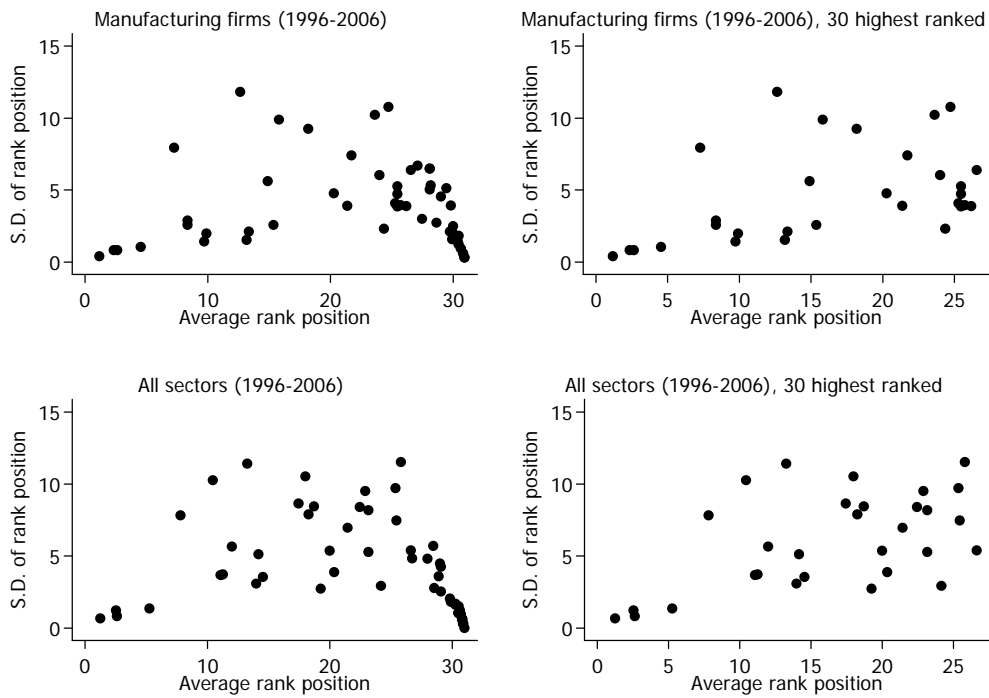 Manufacturing firms (1996-2006)
S.D. of rank position
15
10
5
0
0 10 20 30
Average rank position
Manufacturing firms (1996-2006), 30 highest ranked
S.D. of rank position
15
10
5
0
0 5 10 15 20 25
Average rank position
All sectors (1996-2006)
S.D. of rank position
15
10
5
0
0 10 20 30
Average rank position
All sectors (1996-2006), 30 highest ranked
S.D. of rank position
15
10
5
0
0 5 10 15 20 25
Average rank position